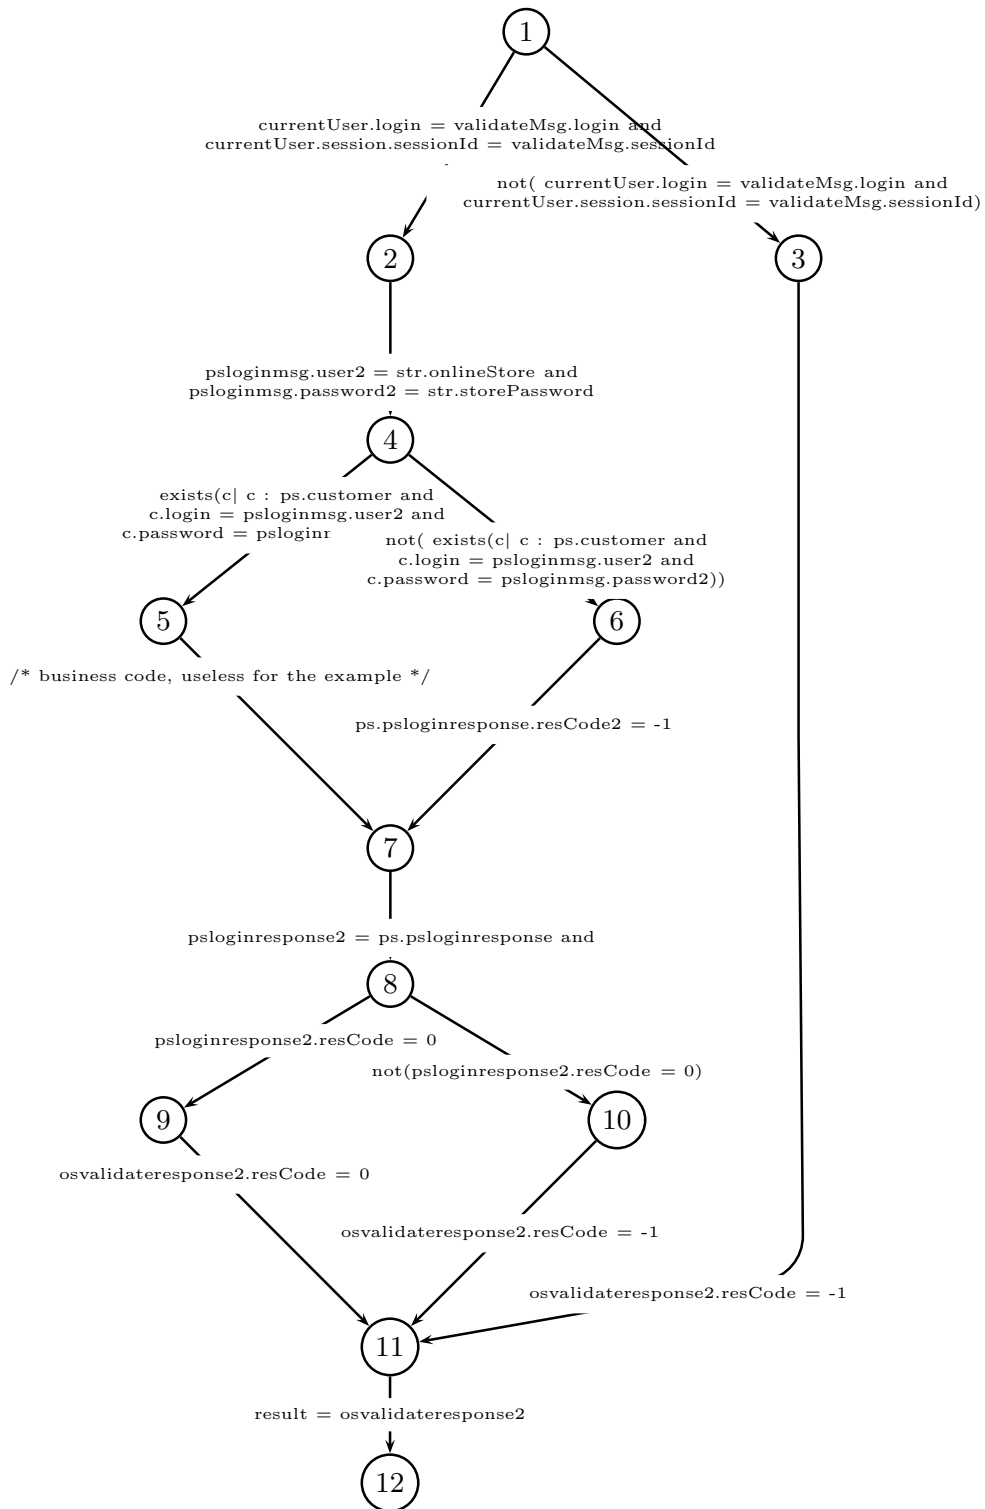 1
currentUser.login = validateMsg.login and
currentUser.session.sessionId = validateMsg.sessionId
not( currentUser.login = validateMsg.login and
currentUser.session.sessionId = validateMsg.sessionId)
2
3
psloginmsg.user2 = str.onlineStore and
psloginmsg.password2 = str.storePassword
4
exists(c| c : ps.customer and
c.login = psloginmsg.user2 and
c.password =
not( exists(c| c : ps.customer and
c.login = psloginmsg.user2 and
c.password = psloginmsg.password2))
5
6
/* business code, useless for the example */
ps.psloginresponse.resCode2 = -1
7
psloginresponse2 = ps.psloginresponse and
8
psloginresponse2.resCode = 0
not(psloginresponse2.resCode = 0)
9
10
osvalidateresponse2.resCode = 0
osvalidateresponse2.resCode = -1
osvalidateresponse2.resCode = -1
11
result = osvalidateresponse2
12